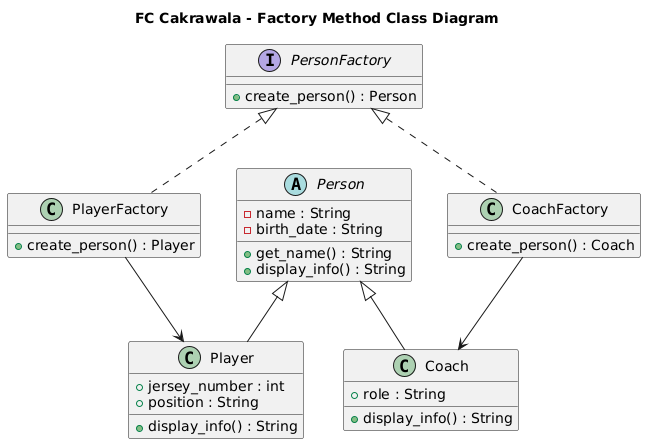 FC Cakrawala - Factory Method Class Diagram
I PersonFactory
create_person() : Person
C PlayerFactory
create_person() : Player
A Person
name : String
birth_date : String
get_name() : String
display_info() : String
C CoachFactory
create_person() : Coach
C Player
jersey_number : int
position : String
display_info() : String
C Coach
role : String
display_info() : String